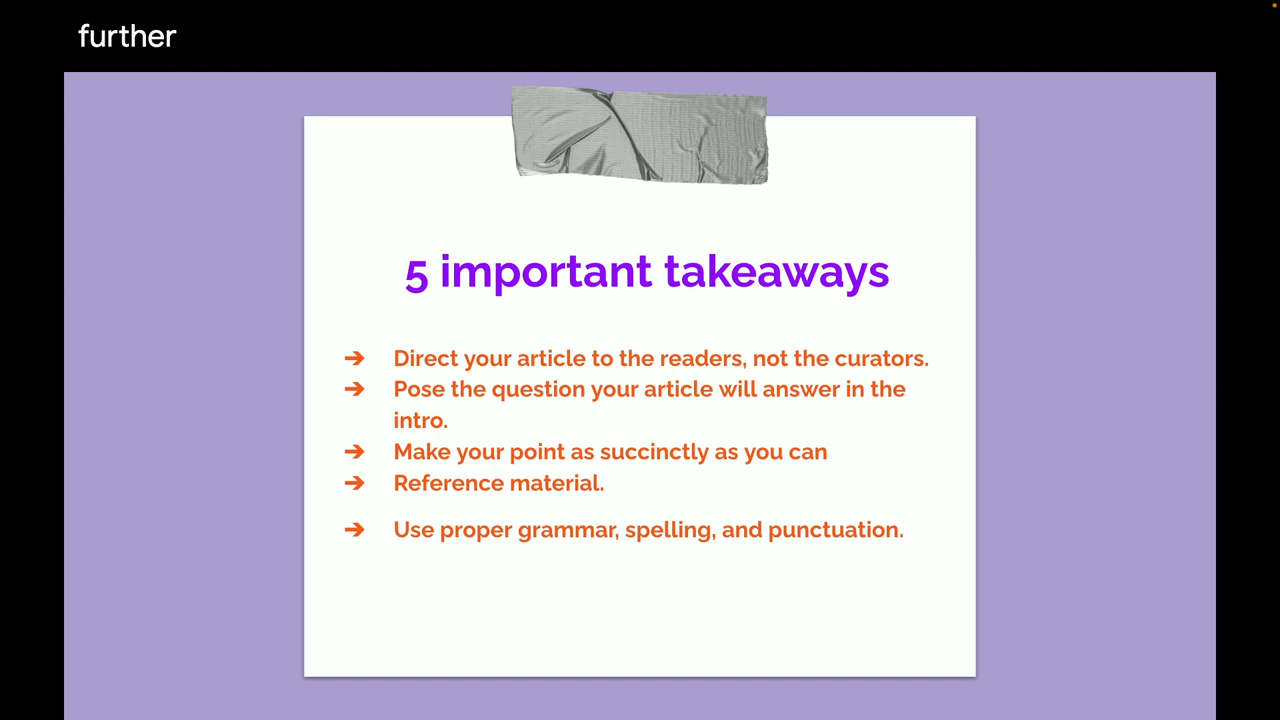 further
5 important takeaways
➔ Direct your article to the readers, not the curators.
➔ Pose the question your article will answer in the
intro.
➔ Make your point as succinctly as you can
➔ Reference material.
➔ Use proper grammar, spelling, and punctuation.